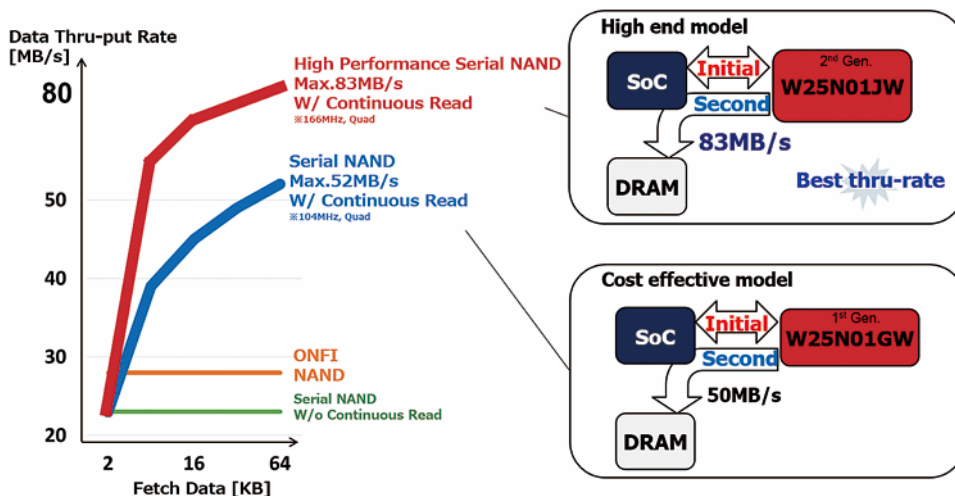 Data Thru-put Rate
[MB/s]
80
50
40
30
20
2
16
64
Fetch Data [KB]
High Performance Serial NAND
Max.83MB/s
W/ Continuous Read
※166MHz, Quad
Serial NAND
Max.52MB/s
W/ Continuous Read
※104MHz, Quad
ONFI
NAND
Serial NAND
W/o Continuous Read
High end model
SoC
Initial
2nd Gen.
W25N01JW
Second
83MB/s
DRAM
Best thru-rate
Cost effective model
SoC
Initial
1st Gen.
W25N01GW
Second
50MB/s
DRAM